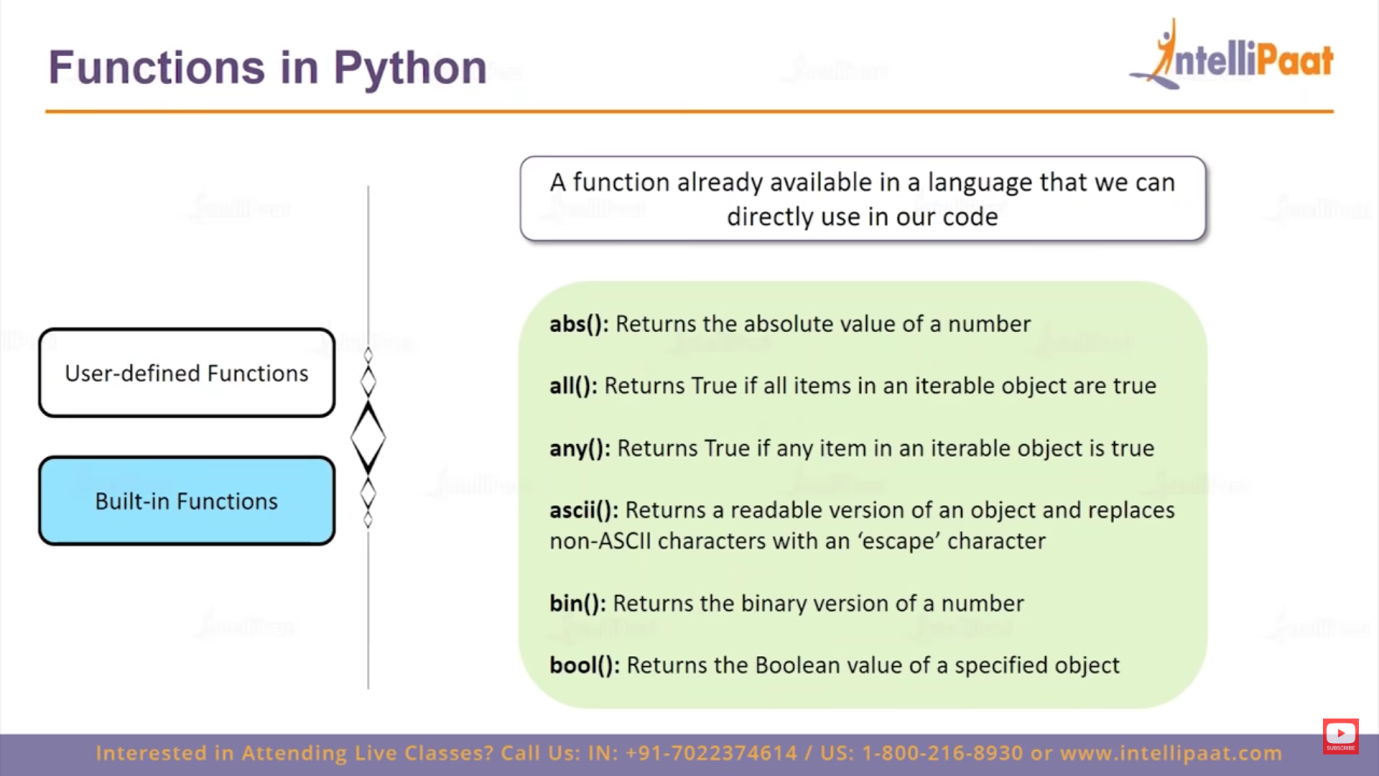 Functions in Python
IntelliPaat
A function already available in a language that we can
directly use in our code
User-defined Functions
Built-in Functions
abs(): Returns the absolute value of a number
all(): Returns True if all items in an iterable object are true
any(): Returns True if any item in an iterable object is true
ascii(): Returns a readable version of an object and replaces
non-ASCII characters with an ‘escape’ character
bin(): Returns the binary version of a number
bool(): Returns the Boolean value of a specified object
SUBSCRIBE
Interested in Attending Live Classes? Call Us: IN: +91-7022374614 / US: 1-800-216-8930 or www.intellipaat.com